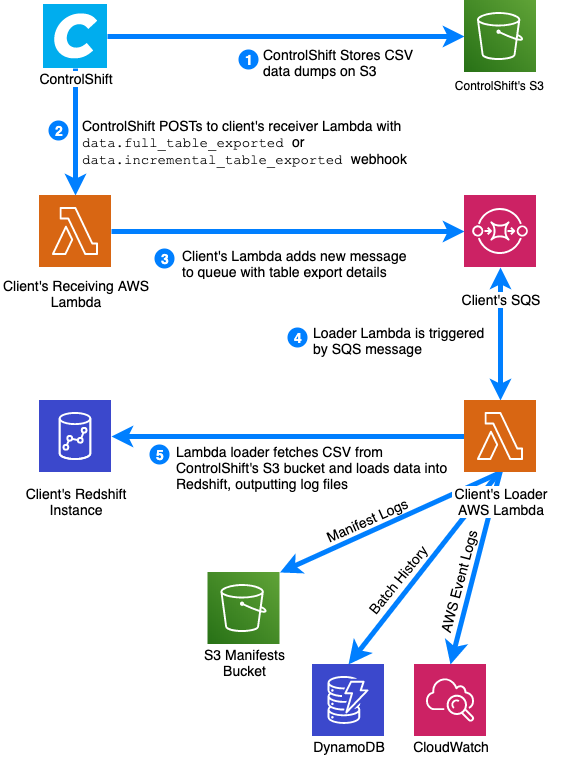 C
ControlShift
1 ControlShift Stores CSV
data dumps on S3
ControlShift's S3
2 ControlShift POSTs to client's receiver Lambda with
data.full_table_exported or
data.incremental_table_exported webhook
Client's Receiving AWS
Lambda
3 Client's Lambda adds new message
to queue with table export details
Client's SQS
4 Loader Lambda is triggered
by SQS message
5 Lambda loader fetches CSV from
ControlShift's S3 bucket and loads data into
Redshift, outputting log files
Client's Redshift
Instance
Client's Loader
AWS Lambda
Manifest Logs
Batch History
AWS Event Logs
S3 Manifests
Bucket
DynamoDB
CloudWatch